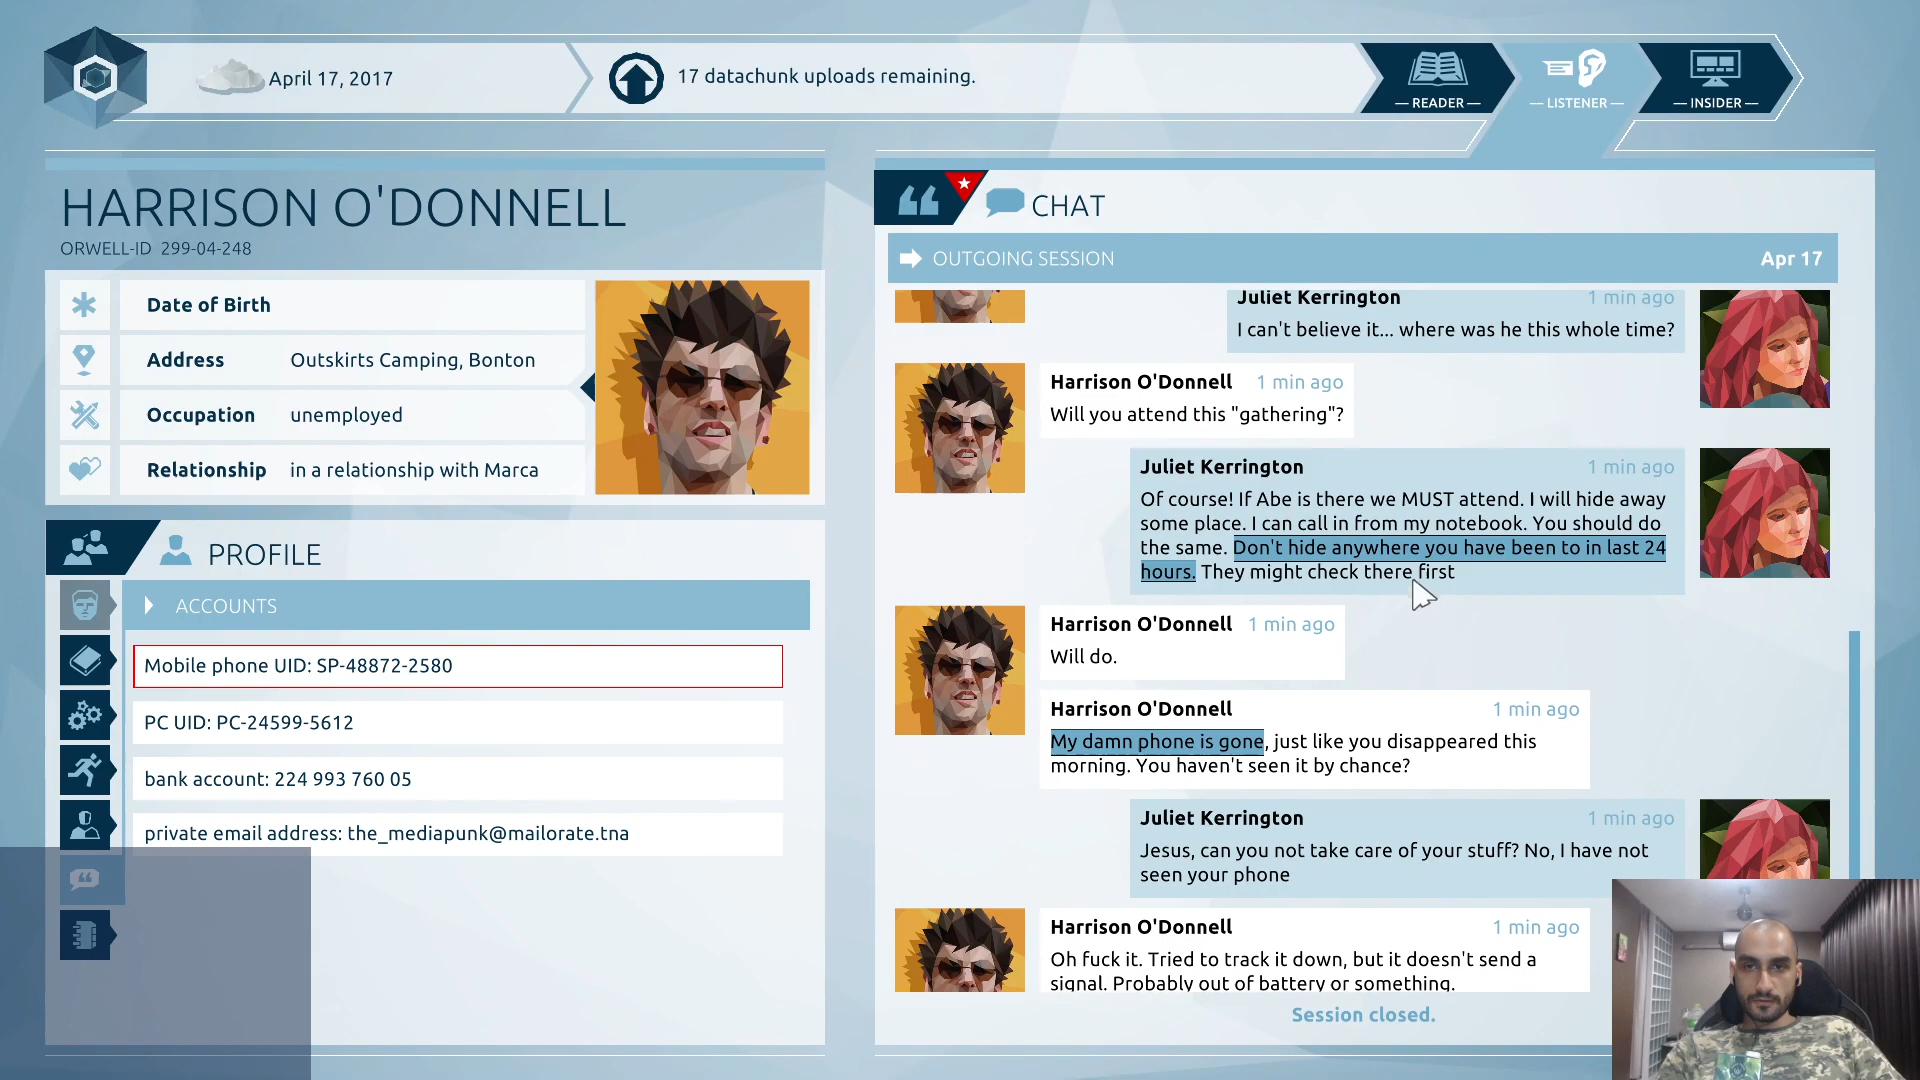 April 17, 2017
17 datachunk uploads remaining.
— READER —
— LISTENER —
— INSIDER —
HARRISON O'DONNELL
ORWELL-ID 299-04-248
Date of Birth
Address Outskirts Camping, Bonton
Occupation unemployed
Relationship in a relationship with Marca
PROFILE
ACCOUNTS
Mobile phone UID: SP-48872-2580
PC UID: PC-24599-5612
bank account: 224 993 760 05
private email address: the_mediapunk@mailorate.tna
CHAT
OUTGOING SESSION Apr 17
Juliet Kerrington 1 min ago
I can't believe it... where was he this whole time?
Harrison O'Donnell 1 min ago
Will you attend this "gathering"?
Juliet Kerrington 1 min ago
Of course! If Abe is there we MUST attend. I will hide away
some place. I can call in from my notebook. You should do
the same. Don't hide anywhere you have been to in last 24
hours. They might check there first
Harrison O'Donnell 1 min ago
Will do.
Harrison O'Donnell 1 min ago
My damn phone is gone, just like you disappeared this
morning. You haven't seen it by chance?
Juliet Kerrington 1 min ago
Jesus, can you not take care of your stuff? No, I have not
seen your phone
Harrison O'Donnell 1 min ago
Oh fuck it. Tried to track it down, but it doesn't send a
signal. Probably out of battery or something.
Session closed.